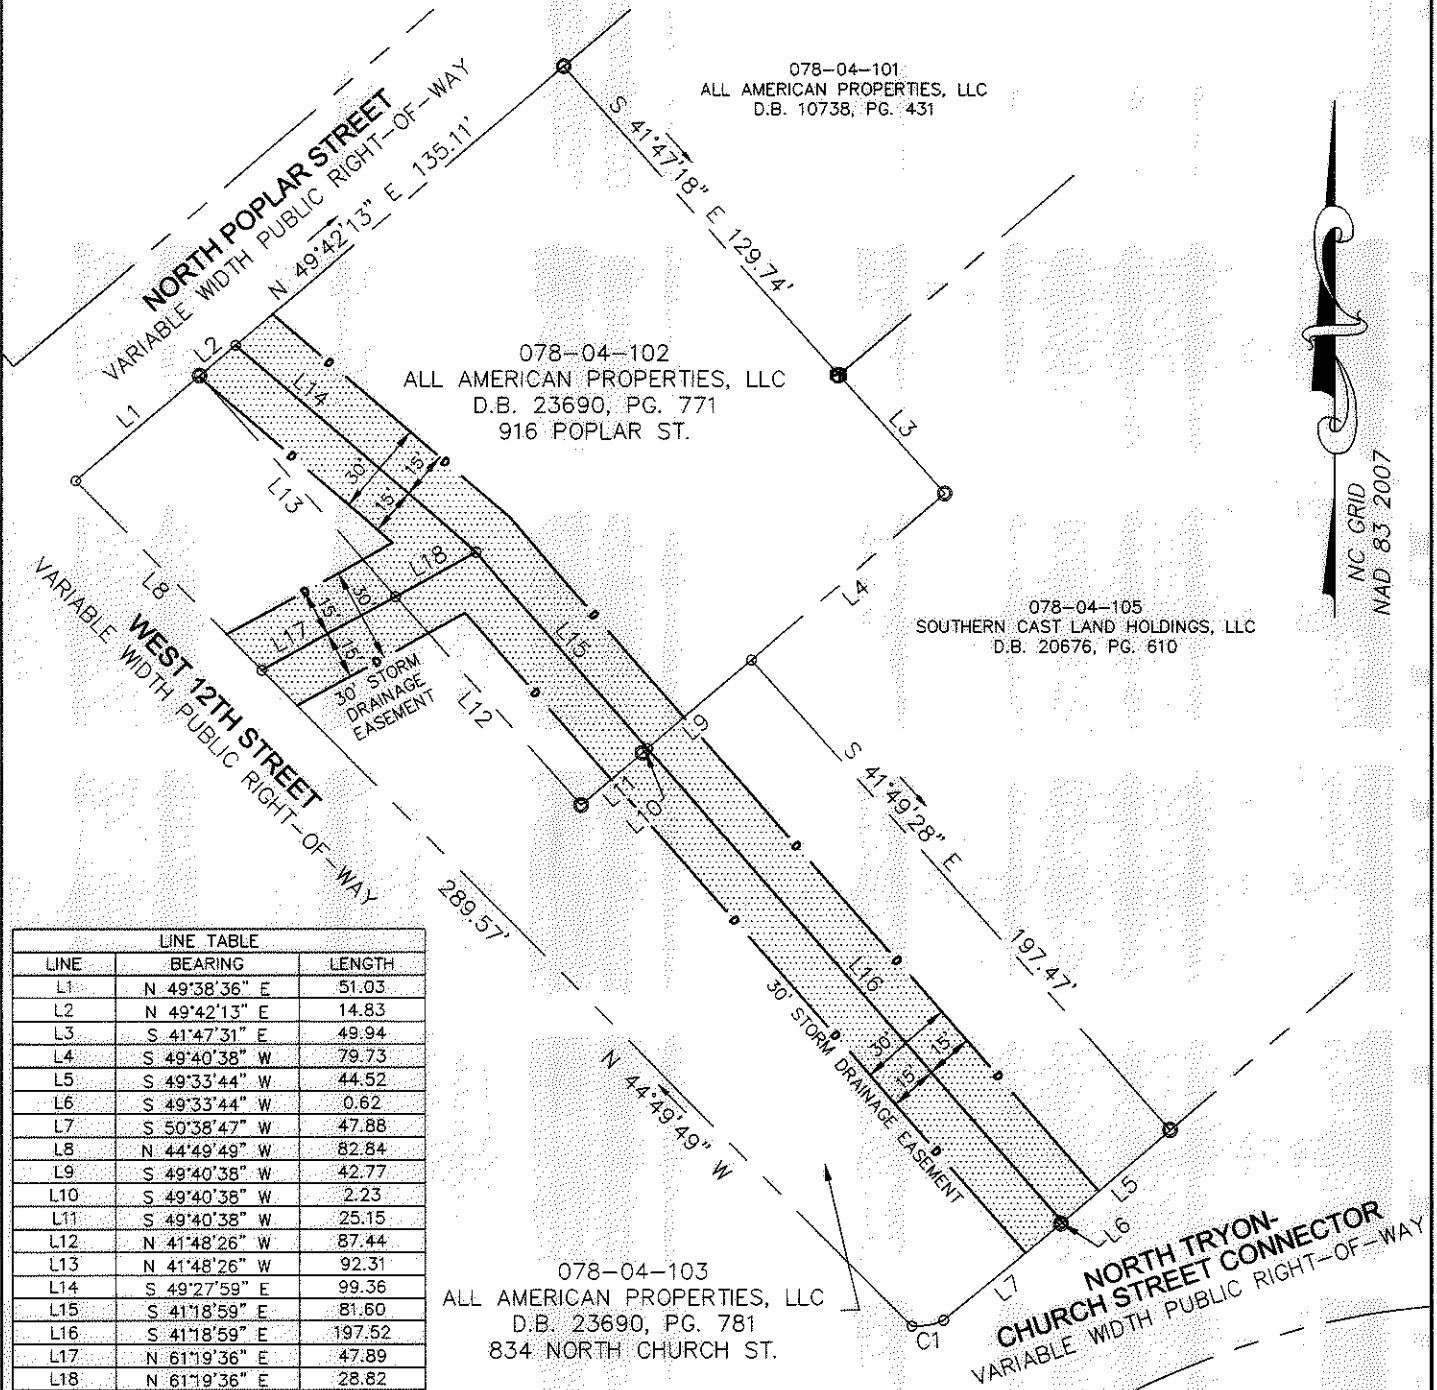 078-04-101
ALL AMERICAN PROPERTIES, LLC
D.B. 10738, PG. 431
NORTH POPLAR STREET
VARIABLE WIDTH PUBLIC RIGHT-OF-WAY
N 49°42'13" E 135.11'
S 41°47'18" E 129.74'
L2
L1
L14
078-04-102
ALL AMERICAN PROPERTIES, LLC
D.B. 23690, PG. 771
916 POPLAR ST.
L3
30'
15'
15'
L13
NC GRID
NAD 83 2007
L8
L18
L17
15'
30'
15'
30' STORM
DRAINAGE
EASEMENT
L15
L4
078-04-105
SOUTHERN CAST LAND HOLDINGS, LLC
D.B. 20676, PG. 610
WEST 12TH STREET
VARIABLE WIDTH PUBLIC RIGHT-OF-WAY
L12
L9
L11
L10
S 41°49'28" E 197.47'
289.57'
N 44°49'49" W
L16
30' STORM DRAINAGE EASEMENT
30'
15'
15'
L5
L6
L7
C1
NORTH TRYON-
CHURCH STREET CONNECTOR
VARIABLE WIDTH PUBLIC RIGHT-OF-WAY
078-04-103
ALL AMERICAN PROPERTIES, LLC
D.B. 23690, PG. 781
834 NORTH CHURCH ST.
LINE TABLE
LINE BEARING LENGTH
L1 N 49°38'36" E 51.03
L2 N 49°42'13" E 14.83
L3 S 41°47'31" E 49.94
L4 S 49°40'38" W 79.73
L5 S 49°33'44" W 44.52
L6 S 49°33'44" W 0.62
L7 S 50°38'47" W 47.88
L8 N 44°49'49" W 82.84
L9 S 49°40'38" W 42.77
L10 S 49°40'38" W 2.23
L11 S 49°40'38" W 25.15
L12 N 41°48'26" W 87.44
L13 N 41°48'26" W 92.31
L14 S 49°27'59" E 99.36
L15 S 41°18'59" E 81.60
L16 S 41°18'59" E 197.52
L17 N 61°19'36" E 47.89
L18 N 61°19'36" E 28.82